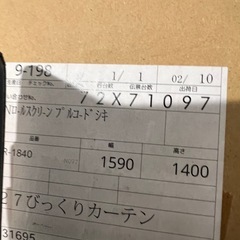 9-198 1/1 02/10
72X71097
Nロールスクリーン プルコードシキ
品番 幅 高さ
R-1840 1590 1400
27びっくりカーテン
31695